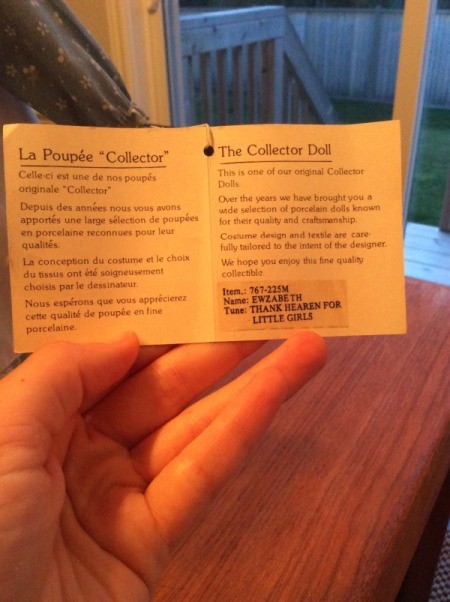 La Poupée "Collector"
Celle-ci est une de nos poupés
originale "Collector"
Depuis des années nous vous avons
apportés une large sélection de poupées
en porcelaine reconnues pour leur
qualités.
La conception du costume et le choix
du tissus ont été soigneusement
choisis par le dessinateur.
Nous espérons que vous apprécierez
cette qualité de poupée en fine
porcelaine.
The Collector Doll
This is one of our original Collector
Dolls.
Over the years we have brought you a
wide selection of porcelain dolls known
for their quality and craftsmanship.
Costume design and textile are care-
fully tailored to the intent of the designer.
We hope you enjoy this fine quality
collectible.
Item.: 767-225M
Name: EWZABETH
Tune: THANK HEAREN FOR
LITTLE GIRLS